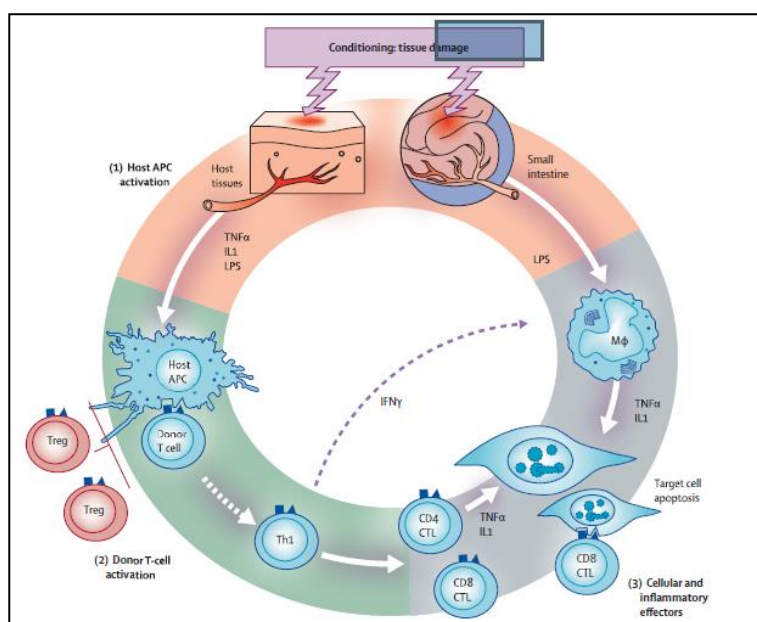 Conditioning: tissue damage
(1) Host APC
activation
Host
tissues
Small
intestine
TNFα
IL1
LPS
LPS
Host
APC
Mϕ
IFNγ
TNFα
IL1
Treg
Donor
T cell
Treg
Th1
CD4
CTL
TNFα
IL1
Target cell
apoptosis
CD8
CTL
CD8
CTL
(2) Donor T-cell
activation
(3) Cellular and
inflammatory
effectors